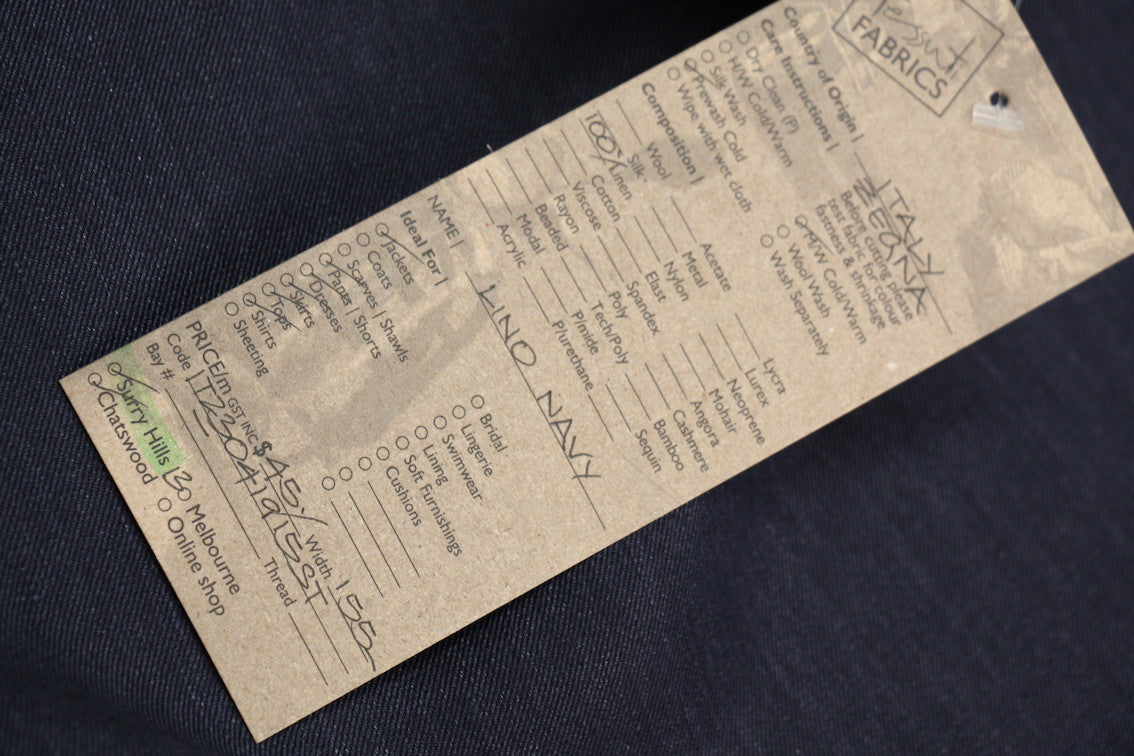 Tessuti
FABRICS
Country of Origin | ITALY
Care Instructions |
Dry Clean (P)
H/W Cold/Warm
Silk Wash
Prewash Cold
Wipe with wet cloth
Before cutting please
test fabric for colour
fastness & shrinkage
M/W Cold/Warm
Wool Wash
Wash Separately
Composition |
Wool
Silk
100% Linen
Cotton
Viscose
Rayon
Beaded
Modal
Acrylic
Acetate
Metal
Nylon
Elast
Spandex
Poly
Tech/Poly
P/mide
P/urethane
Lycra
Lurex
Neoprene
Mohair
Angora
Cashmere
Bamboo
Sequin
NAME | LINO NAVY
Ideal For |
Jackets
Coats
Scarves | Shawls
Pants | Shorts
Dresses
Skirts
Tops
Shirts
Sheeting
Bridal
Lingerie
Swimwear
Lining
Soft Furnishings
Cushions
PRICE/m GST INC $45/ Width 155
Code |
Bay # Thread
Surry Hills | Melbourne
Chatswood Online shop